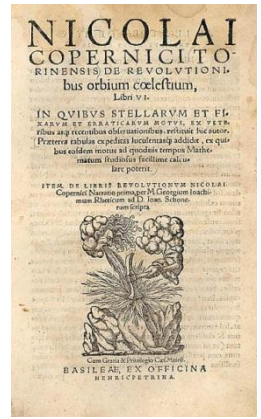 NICOLAI
COPERNICI TO-
RINENSIS DE REVOLVTIONI-
bus orbium cœlestium,
Libri VI.
IN QVIBVS STELLARVM ET FI-
XARVM ET ERRATICARVM MOTVS, EX VETE-
ribus atq; recentibus obseruationibus, restituit hic autor.
Præterea tabulas expeditas luculentasq; addidit, ex qui-
bus eosdem motus ad quoduis tempus Mathe-
matum studiosus facillime calcu-
lare poterit.
ITEM, DE LIBRIS REVOLVTIONVM NICOLAI
Copernici Narratio prima, per M. Georgium Ioachi-
mum Rheticum ad D. Ioan. Schone-
rum scripta.
Cum Gratia & Priuilegio Cæs. Maiest.
BASILEAE, EX OFFICINA
HENRICPETRINA.